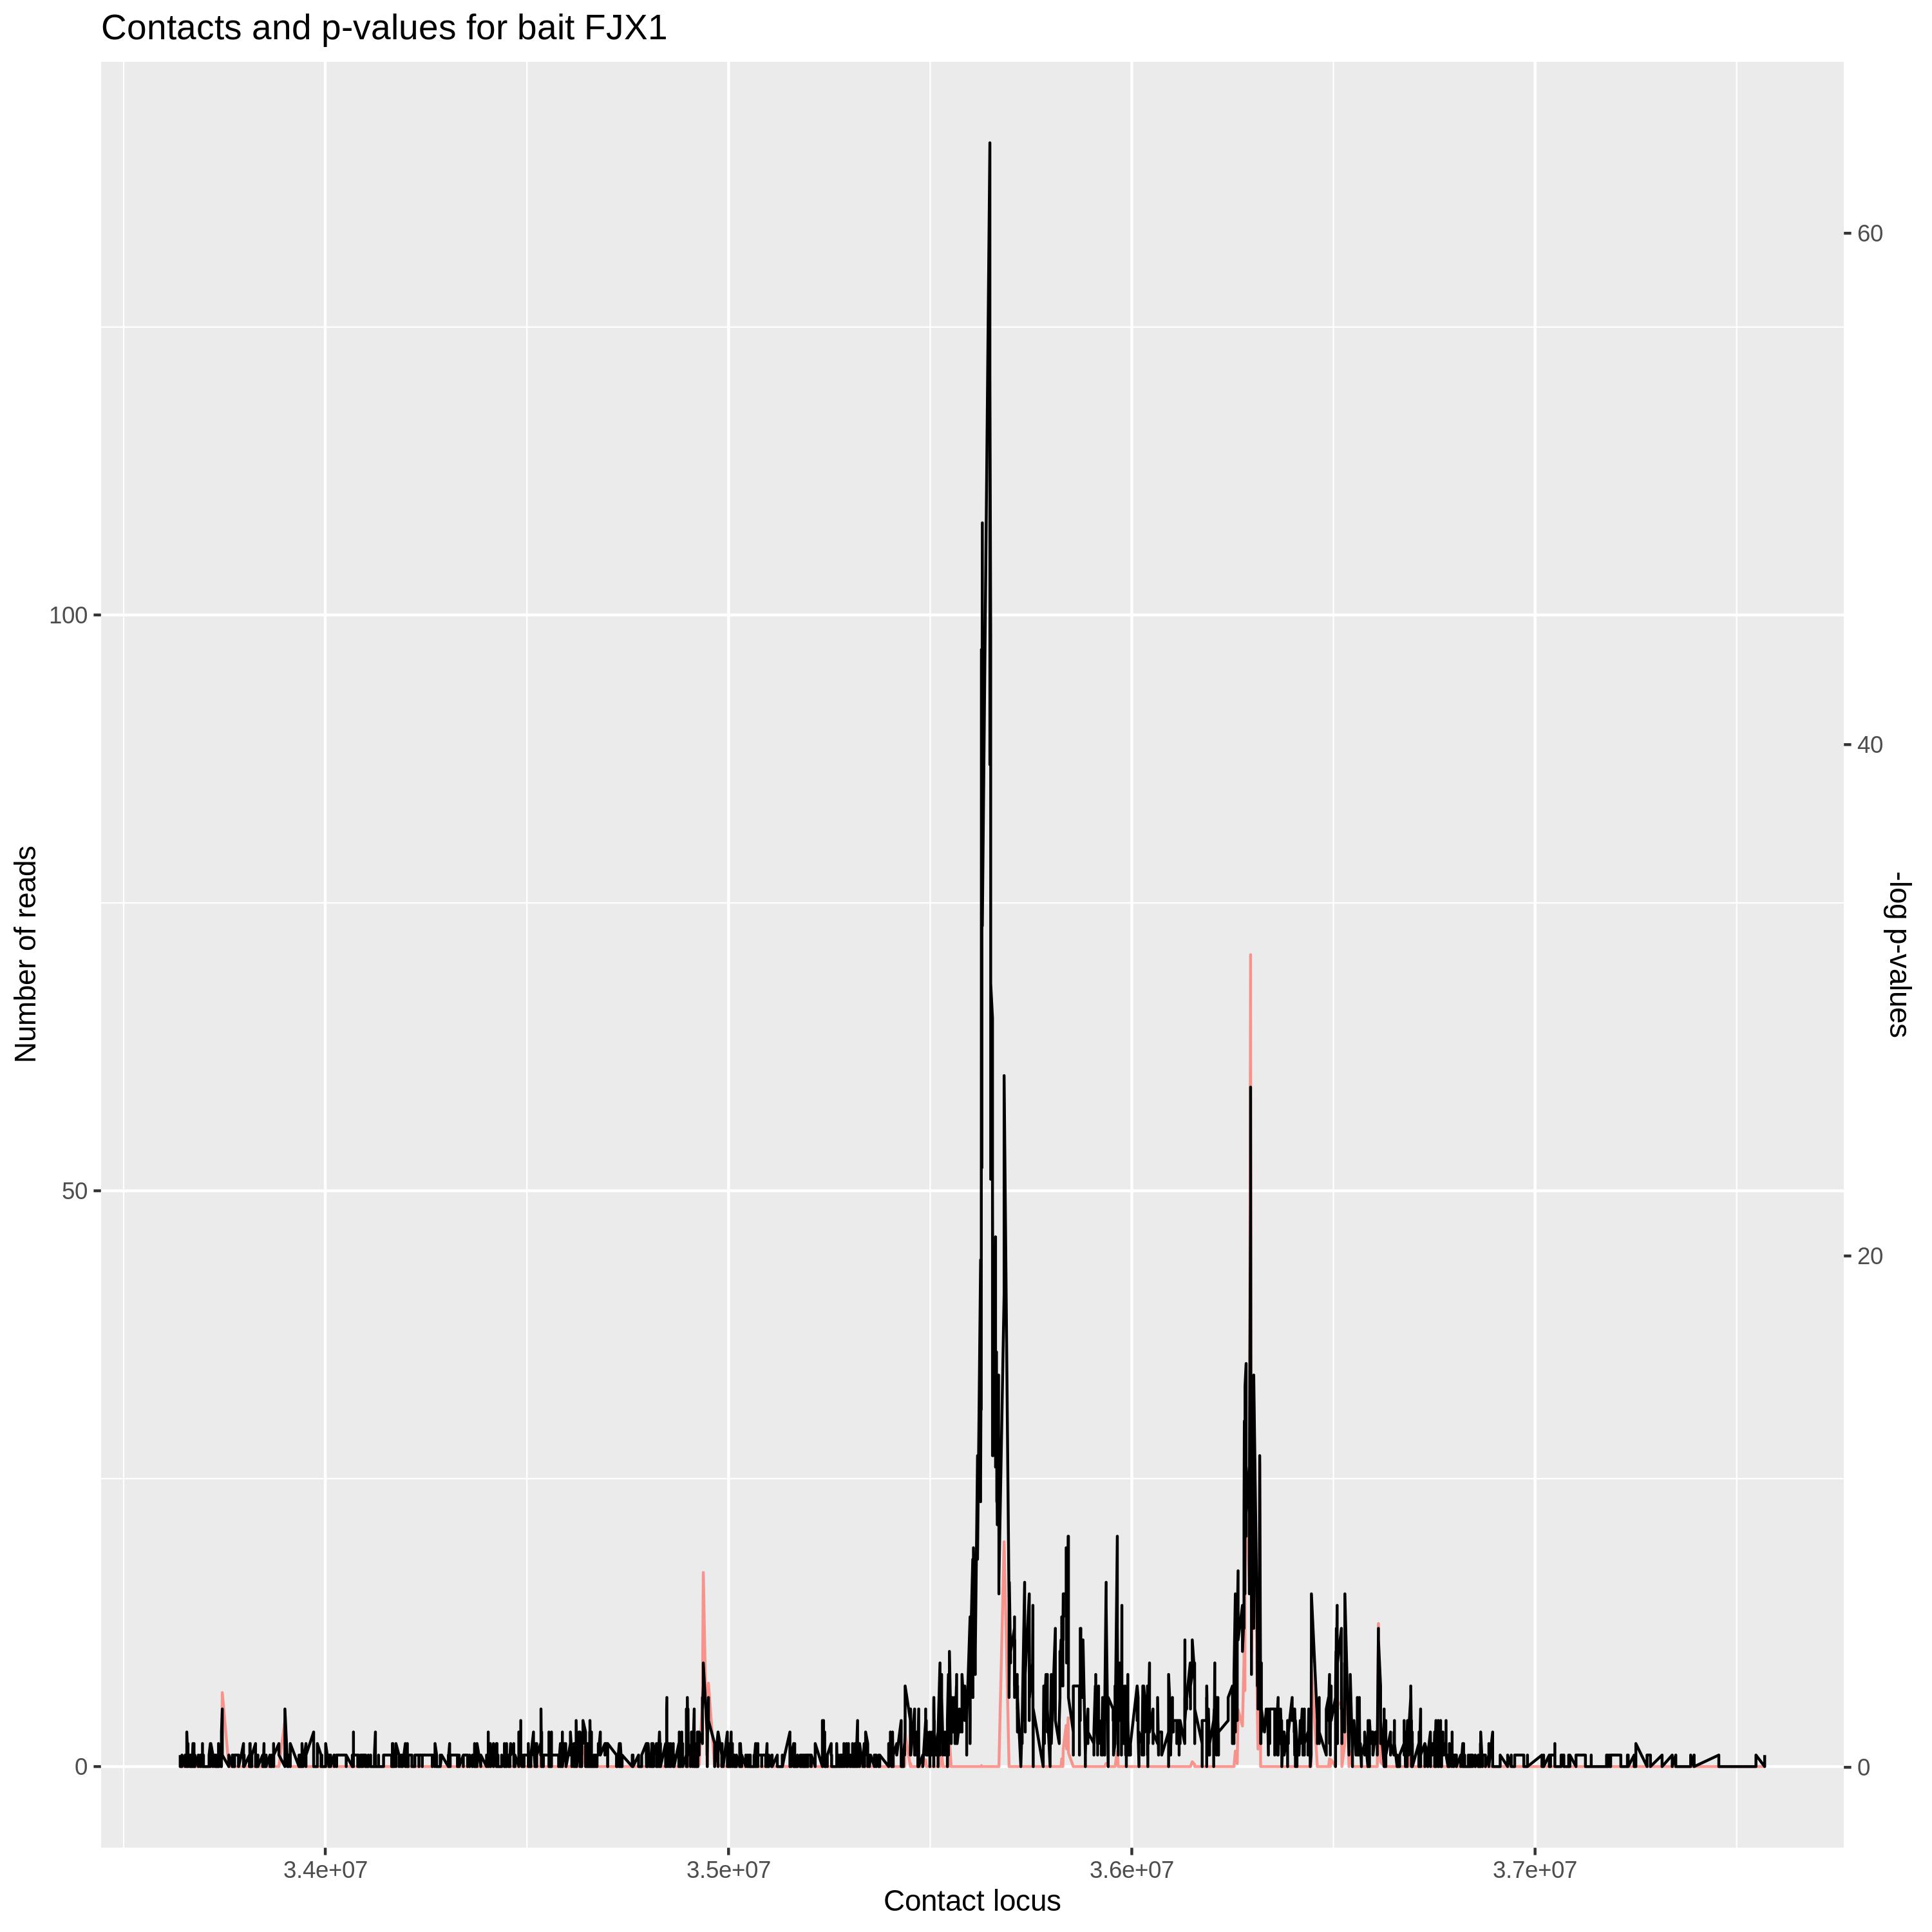 Contacts and p-values for bait FJX1
Number of reads
100
50
0
60
40
20
0
-log p-values
3.4e+07
3.5e+07
3.6e+07
3.7e+07
Contact locus